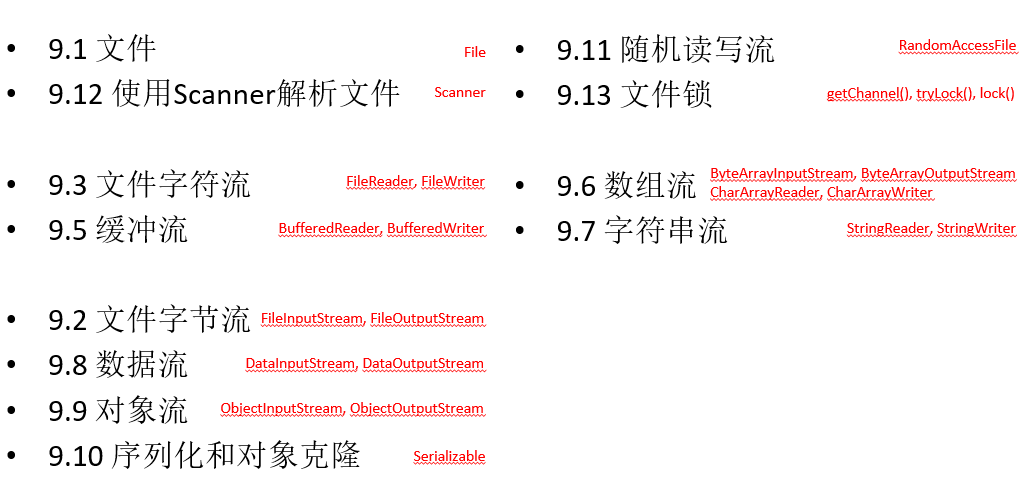 9.1 文件 File
9.12 使用Scanner解析文件 Scanner
9.3 文件字符流 FileReader, FileWriter
9.5 缓冲流 BufferedReader, BufferedWriter
9.2 文件字节流 FileInputStream, FileOutputStream
9.8 数据流 DataInputStream, DataOutputStream
9.9 对象流 ObjectInputStream, ObjectOutputStream
9.10 序列化和对象克隆 Serializable
9.11 随机读写流 RandomAccessFile
9.13 文件锁 getChannel(), tryLock(), lock()
9.6 数组流 ByteArrayInputStream, ByteArrayOutputStream
CharArrayReader, CharArrayWriter
9.7 字符串流 StringReader, StringWriter